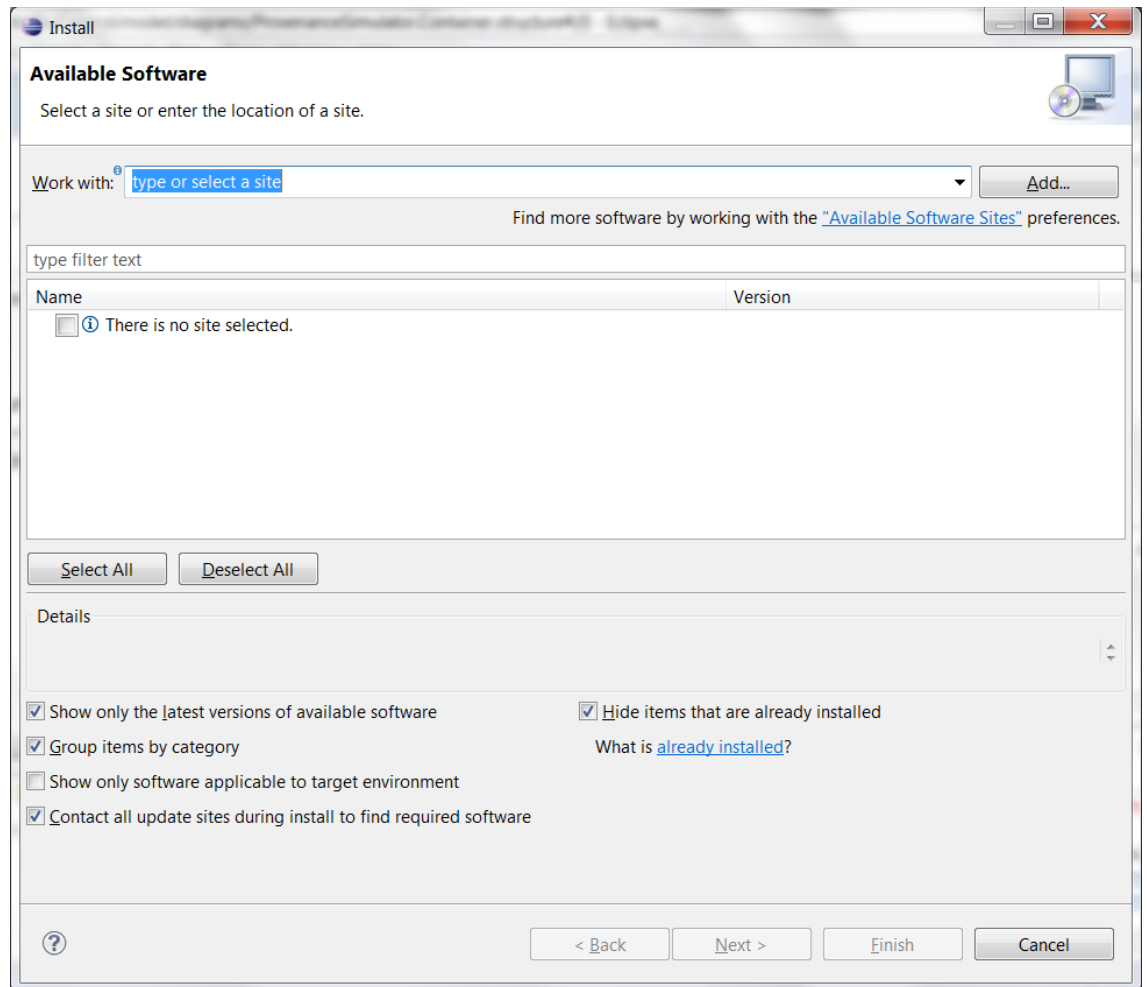 Install
Available Software
Select a site or enter the location of a site.
Work with: type or select a site Add...
Find more software by working with the "Available Software Sites" preferences.
type filter text
Name Version
There is no site selected.
Select All Deselect All
Details
Show only the latest versions of available software Hide items that are already installed
Group items by category What is already installed?
Show only software applicable to target environment
Contact all update sites during install to find required software
< Back Next > Finish Cancel